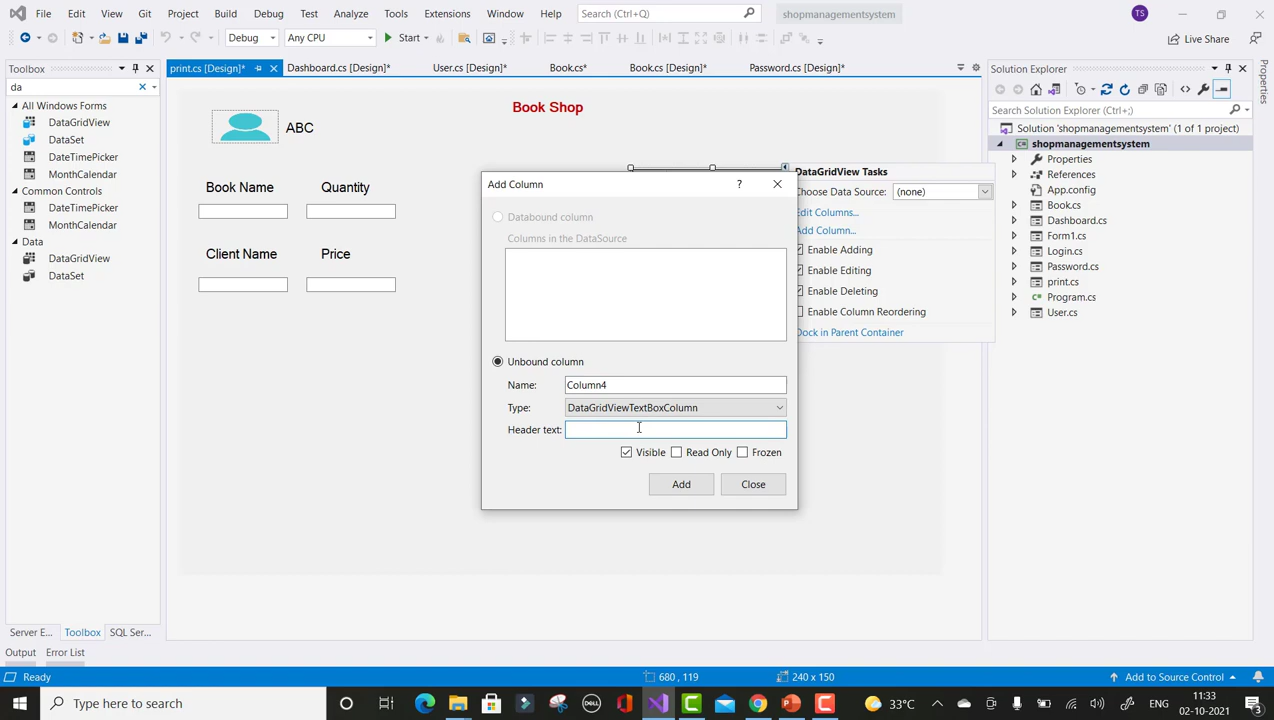 File Edit View Git Project Build Debug Test Analyze Tools Extensions Window Help Search (Ctrl+;) shopmanagementsystem TS
Debug Any CPU Start Live Share
Toolbox
print.cs [Design]* Dashboard.cs [Design]* User.cs [Design]* Book.cs* Book.cs [Design]* Password.cs [Design]*
Solution Explorer
Properties
da
All Windows Forms
DataGridView
DataSet
DateTimePicker
MonthCalendar
Common Controls
DateTimePicker
MonthCalendar
Data
DataGridView
DataSet
Book Shop
ABC
Book Name Quantity
Client Name Price
Add Column ?
Databound column
Columns in the DataSource
Unbound column
Name: Column4
Type: DataGridViewTextBoxColumn
Header text:
Visible Read Only Frozen
Add Close
DataGridView Tasks
Choose Data Source: (none)
Edit Columns...
Add Column...
Enable Adding
Enable Editing
Enable Deleting
Enable Column Reordering
Dock in Parent Container
Search Solution Explorer (Ctrl+;)
Solution 'shopmanagementsystem' (1 of 1 project)
shopmanagementsystem
Properties
References
App.config
Book.cs
Dashboard.cs
Form1.cs
Login.cs
Password.cs
print.cs
Program.cs
User.cs
Server E... Toolbox SQL Ser...
Output Error List
Ready 680 , 119 240 x 150 Add to Source Control
Type here to search DELL 33°C ENG 11:33 02-10-2021 3